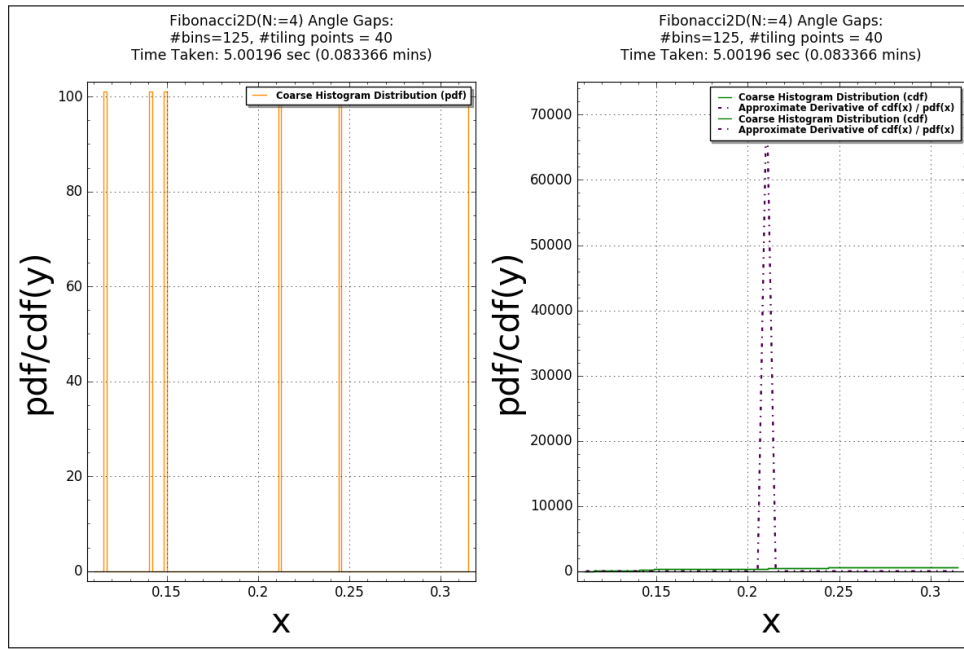 Fibonacci2D(N:=4) Angle Gaps:
#bins=125, #tiling points = 40
Time Taken: 5.00196 sec (0.083366 mins)
Coarse Histogram Distribution (pdf)
100
80
60
40
20
0
pdf/cdf(y)
0.15
0.2
0.25
0.3
x
Fibonacci2D(N:=4) Angle Gaps:
#bins=125, #tiling points = 40
Time Taken: 5.00196 sec (0.083366 mins)
Coarse Histogram Distribution (cdf)
Approximate Derivative of cdf(x) / pdf(x)
Coarse Histogram Distribution (cdf)
Approximate Derivative of cdf(x) / pdf(x)
70000
60000
50000
40000
30000
20000
10000
0
pdf/cdf(y)
0.15
0.2
0.25
0.3
x